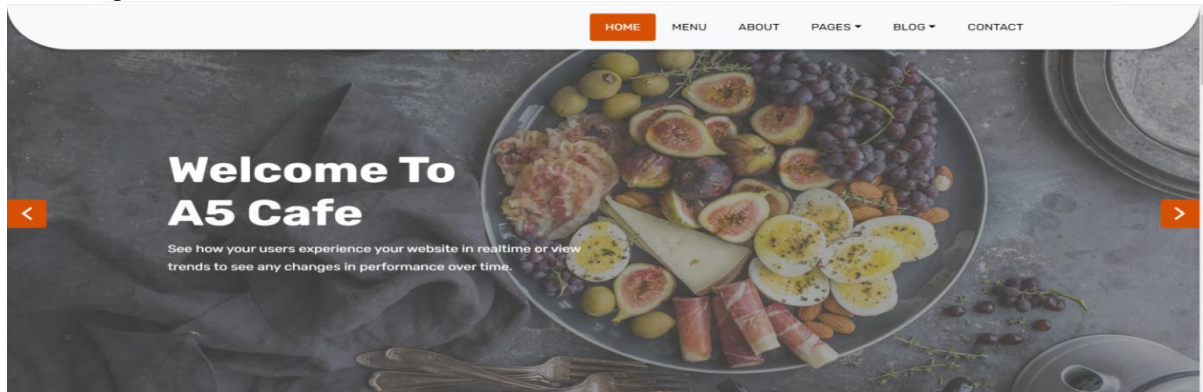 HOME MENU ABOUT PAGES BLOG CONTACT
Welcome To
A5 Cafe
See how your users experience your website in realtime or view
trends to see any changes in performance over time.